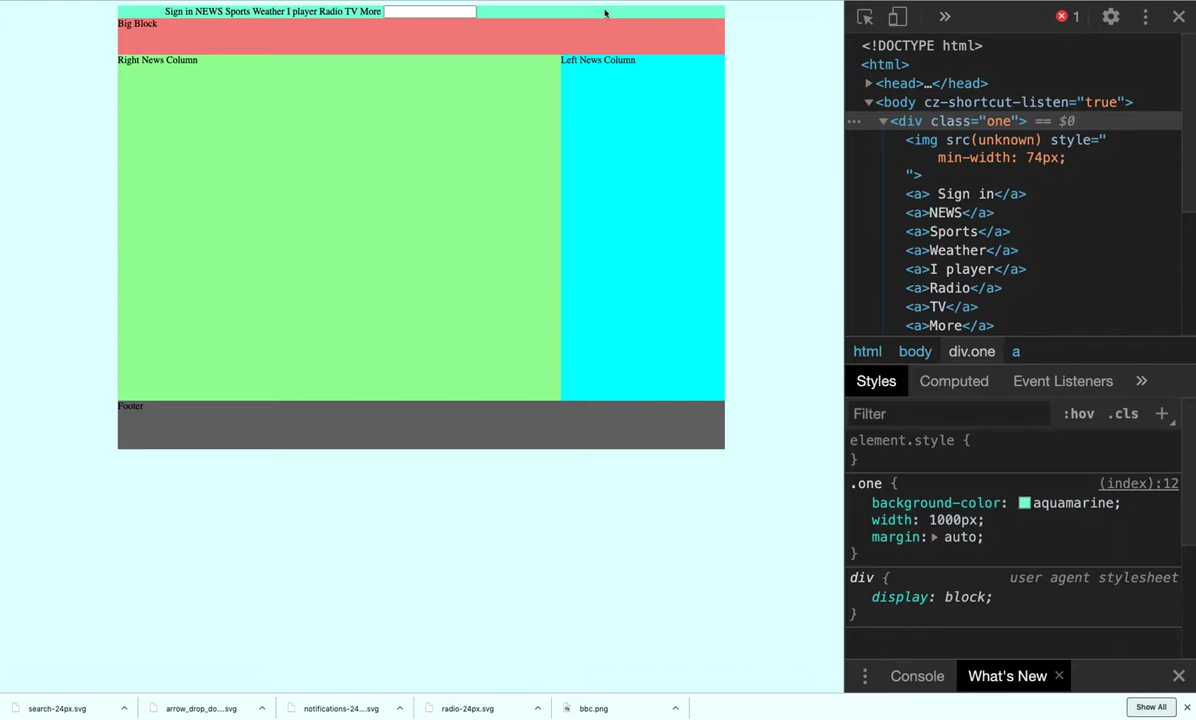 Sign in NEWS Sports Weather I player Radio TV More
Big Block
Right News Column
Left News Column
Footer
1
<!DOCTYPE html>
<html>
<head>…</head>
<body cz-shortcut-listen="true">
<div class="one"> == $0
<img src(unknown) style="
min-width: 74px;
">
<a> Sign in</a>
<a>NEWS</a>
<a>Sports</a>
<a>Weather</a>
<a>I player</a>
<a>Radio</a>
<a>TV</a>
<a>More</a>
html body div.one a
Styles Computed Event Listeners
Filter :hov .cls
element.style {
}
.one { (index):12
background-color: aquamarine;
width: 1000px;
margin: auto;
}
div { user agent stylesheet
display: block;
}
Console What's New
search-24px.svg arrow_drop_do....svg notifications-24....svg radio-24px.svg bbc.png Show All